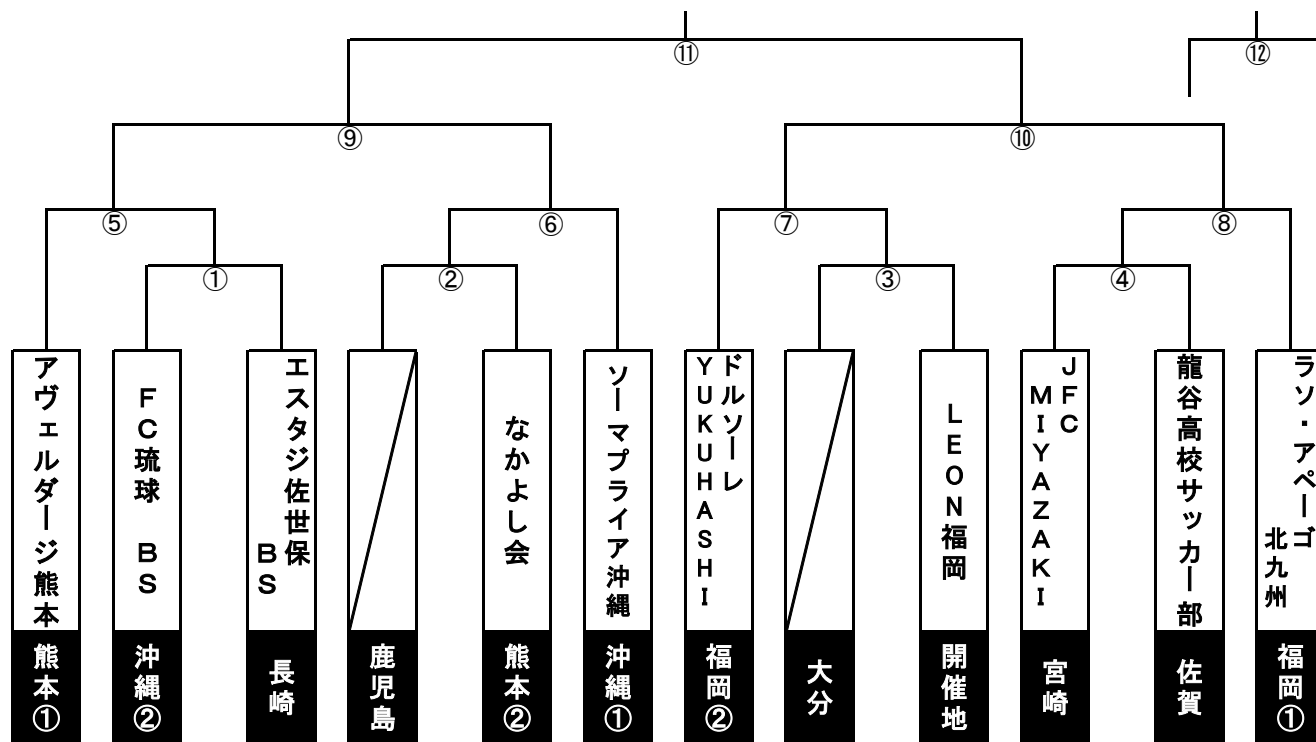 ⑪
⑫
⑨
⑩
⑤
⑥
⑦
⑧
①
②
③
④
アヴェルダージ熊本
FC琉球 BS
エスタジ佐世保
BS
なかよし会
ソーマプライア沖縄
ドルソーレ
YUKUHASHI
LEON福岡
JFC
MIYAZAKI
龍谷高校サッカー部
ラソ・アペーゴ
北九州
熊本①
沖縄②
長崎
鹿児島
熊本②
沖縄①
福岡②
大分
開催地
宮崎
佐賀
福岡①